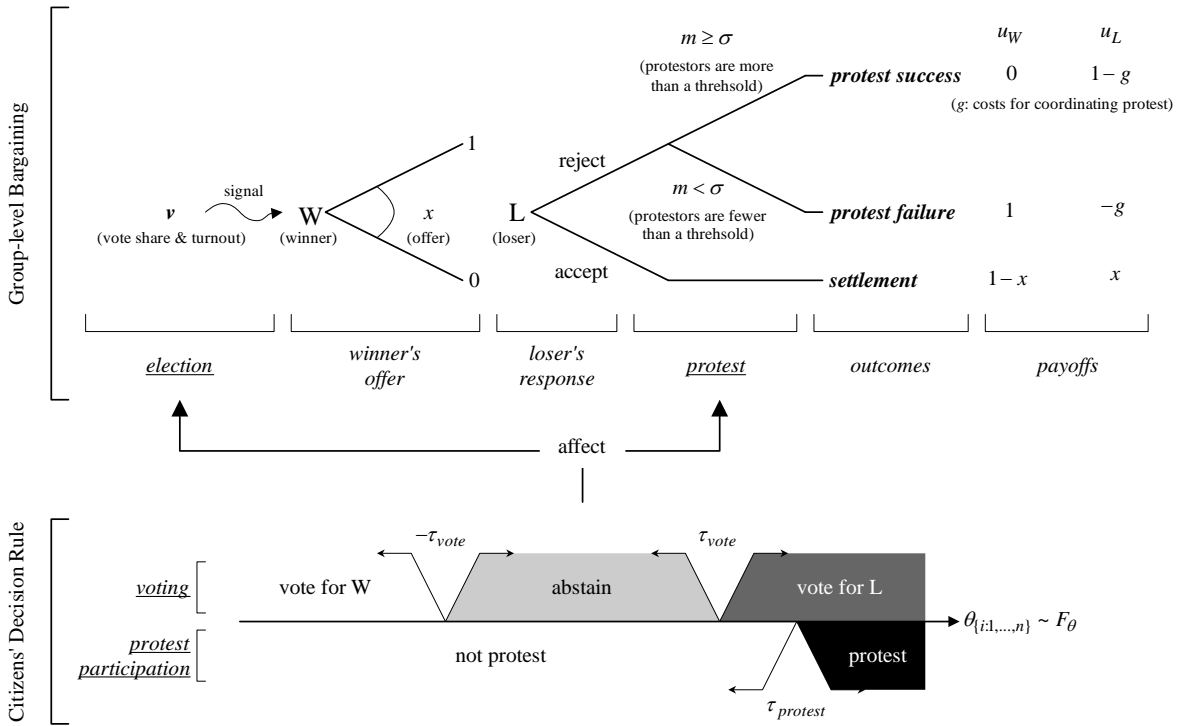 Group-level Bargaining
m ≥ σ
(protestors are more
than a threhsold)
u_W
u_L
protest success
0
1− g
(g: costs for coordinating protest)
1
reject
signal
v
(vote share & turnout)
W
(winner)
x
(offer)
L
(loser)
m < σ
(protestors are fewer
than a threhsold)
protest failure
1
−g
0
accept
settlement
1− x
x
election
winner's
offer
loser's
response
protest
outcomes
payoffs
affect
Citizens' Decision Rule
−τ_vote
τ_vote
voting
vote for W
abstain
vote for L
θ_{i:1,...,n} ~ F_θ
protest
participation
not protest
protest
τ_protest